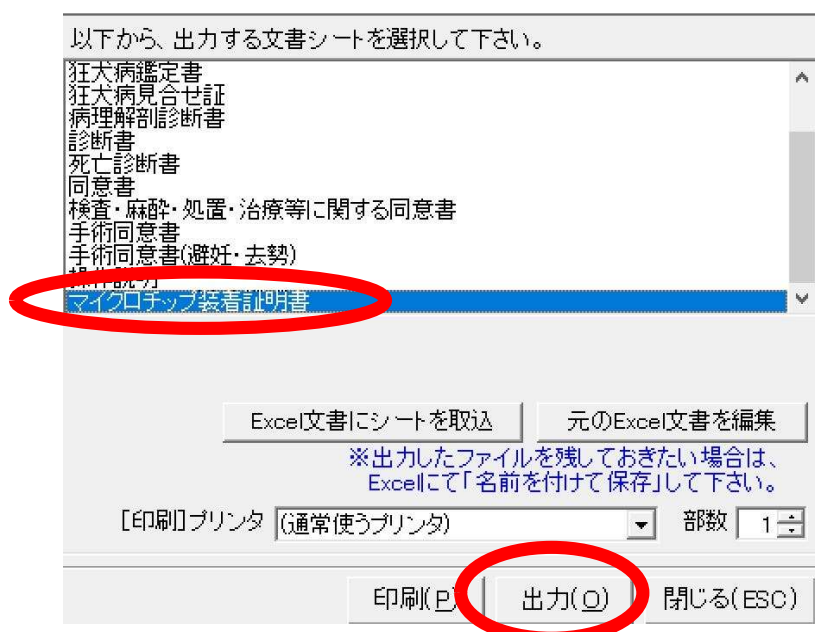 以下から、出力する文書シートを選択して下さい。
狂犬病鑑定書
狂犬病見合せ証
病理解剖診断書
診断書
死亡診断書
同意書
検査・麻酔・処置・治療等に関する同意書
手術同意書
手術同意書(避妊・去勢)
操作説明
マイクロチップ装着証明書
Excel文書にシートを取込
元のExcel文書を編集
※出力したファイルを残しておきたい場合は、
Excelにて「名前を付けて保存」して下さい。
[印刷]プリンタ (通常使うプリンタ) 部数 1
印刷(P) 出力(O) 閉じる(ESC)